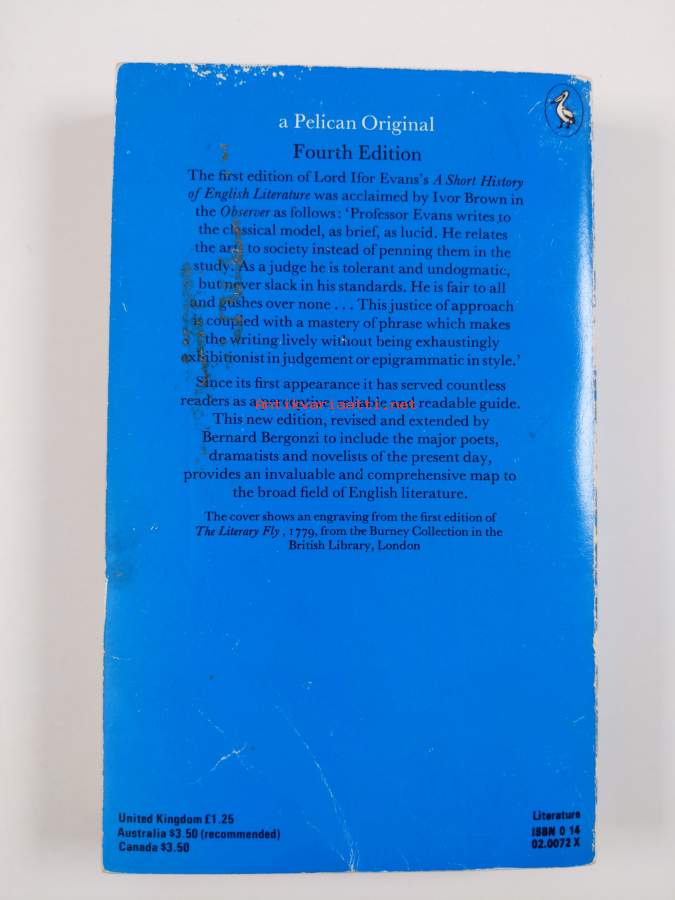 a Pelican Original
Fourth Edition
The first edition of Lord Ifor Evans's A Short History
of English Literature was acclaimed by Ivor Brown in
the Observer as follows: 'Professor Evans writes to
the classical model, as brief, as lucid. He relates
the arts to society instead of penning them in the
study. As a judge he is tolerant and undogmatic,
but never slack in his standards. He is fair to all
and gushes over none . . . This justice of approach
is coupled with a mastery of phrase which makes
the writing lively without being exhaustingly
exhibitionist in judgement or epigrammatic in style.'
Since its first appearance it has served countless
readers as a perceptive, reliable and readable guide.
Antikvariaatti.net
This new edition, revised and extended by
Bernard Bergonzi to include the major poets,
dramatists and novelists of the present day,
provides an invaluable and comprehensive map to
the broad field of English literature.
The cover shows an engraving from the first edition of
The Literary Fly, 1779, from the Burney Collection in the
British Library, London
United Kingdom £1.25
Australia $3.50 (recommended)
Canada $3.50
Literature
ISBN 0 14
02.0072 X